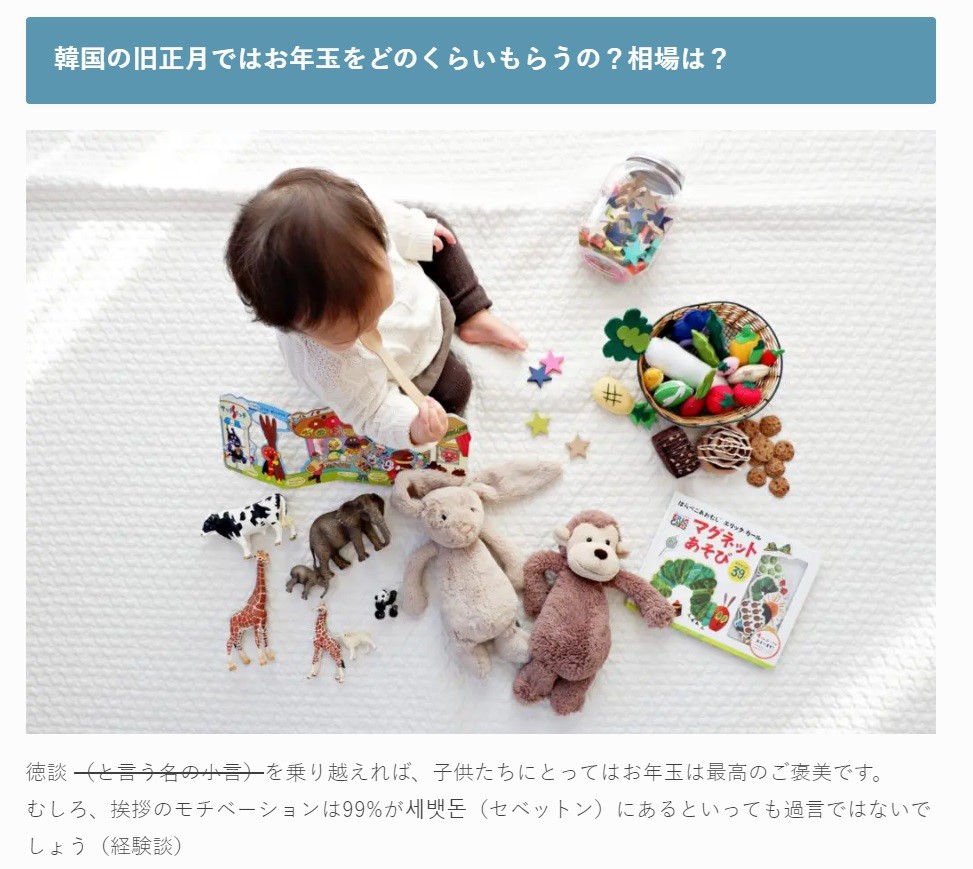 韓国の旧正月ではお年玉をどのくらいもらうの？相場は？
はらぺこあおむし エリック カール
マグネット
あそび
39
徳談（と言う名の小言）を乗り越えれば、子供たちにとってはお年玉は最高のご褒美です。
むしろ、挨拶のモチベーションは99%が세뱃돈（セベットン）にあるといっても過言ではないで
しょう（経験談）